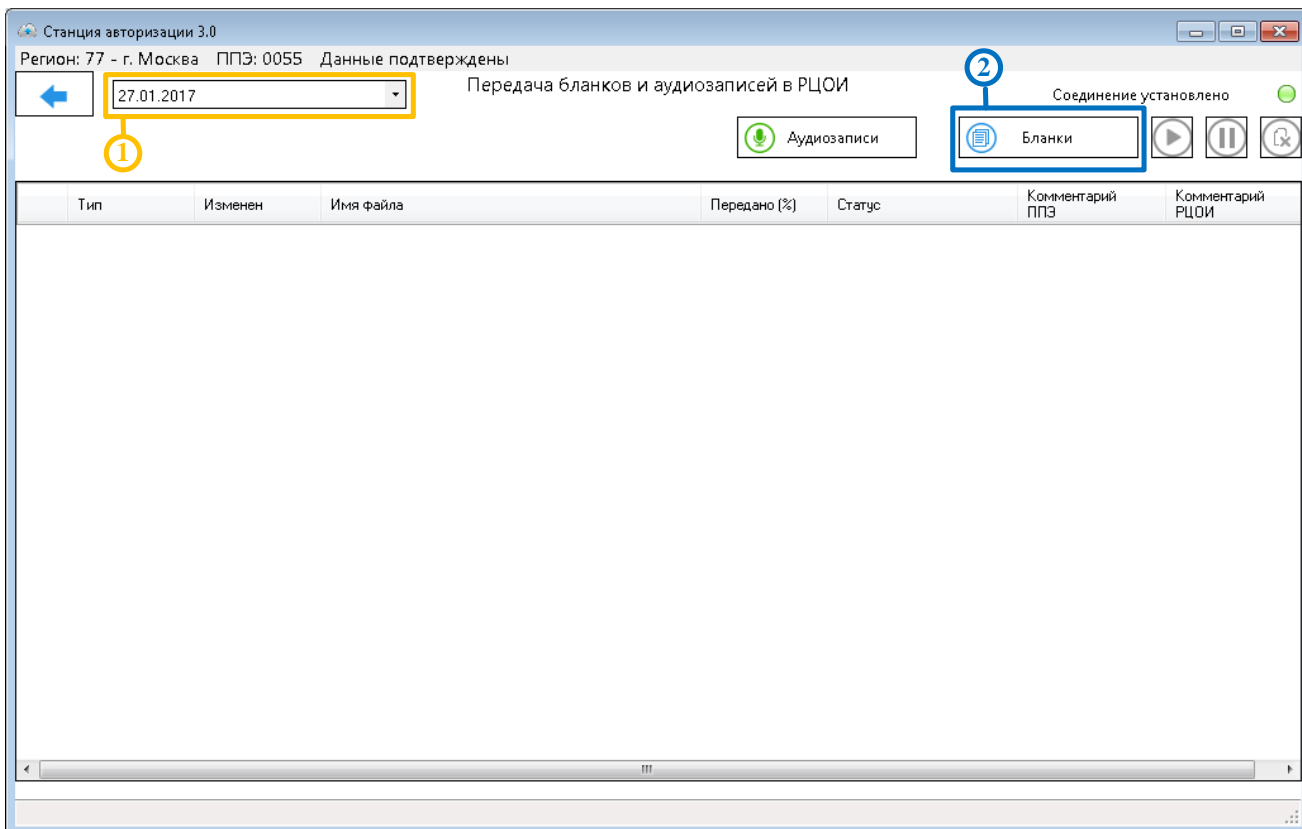 Станция авторизации 3.0
Регион: 77 - г. Москва ППЭ: 0055 Данные подтверждены
2
27.01.2017
Передача бланков и аудиозаписей в РЦОИ
Соединение установлено
1
Аудиозаписи
Бланки
Тип Изменен Имя файла Передано (%) Статус Комментарий ППЭ Комментарий РЦОИ